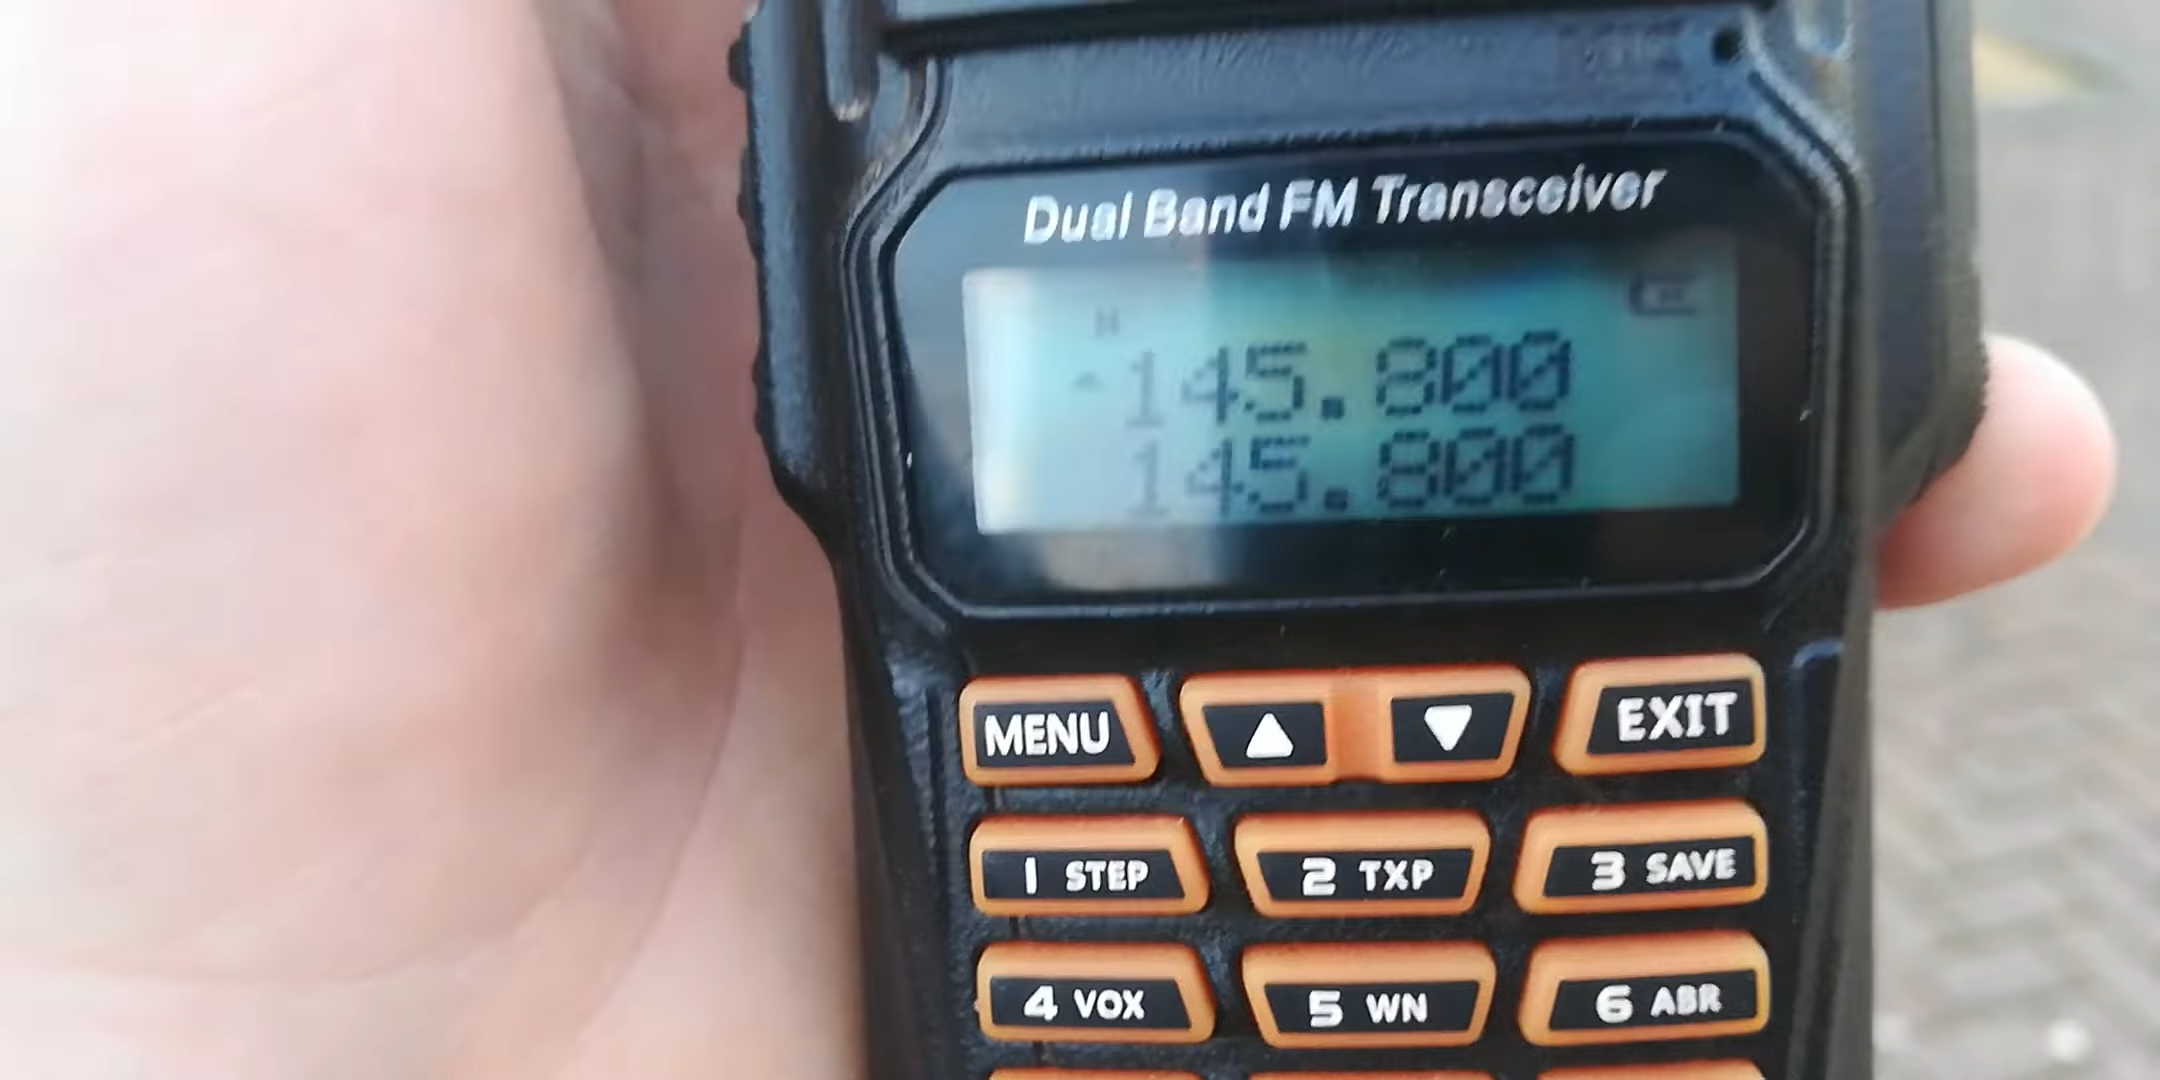 Dual Band FM Transceiver
H
145.800
145.800
MENU ▲ ▼ EXIT
1 STEP 2 TXP 3 SAVE
4 VOX 5 WN 6 ABR